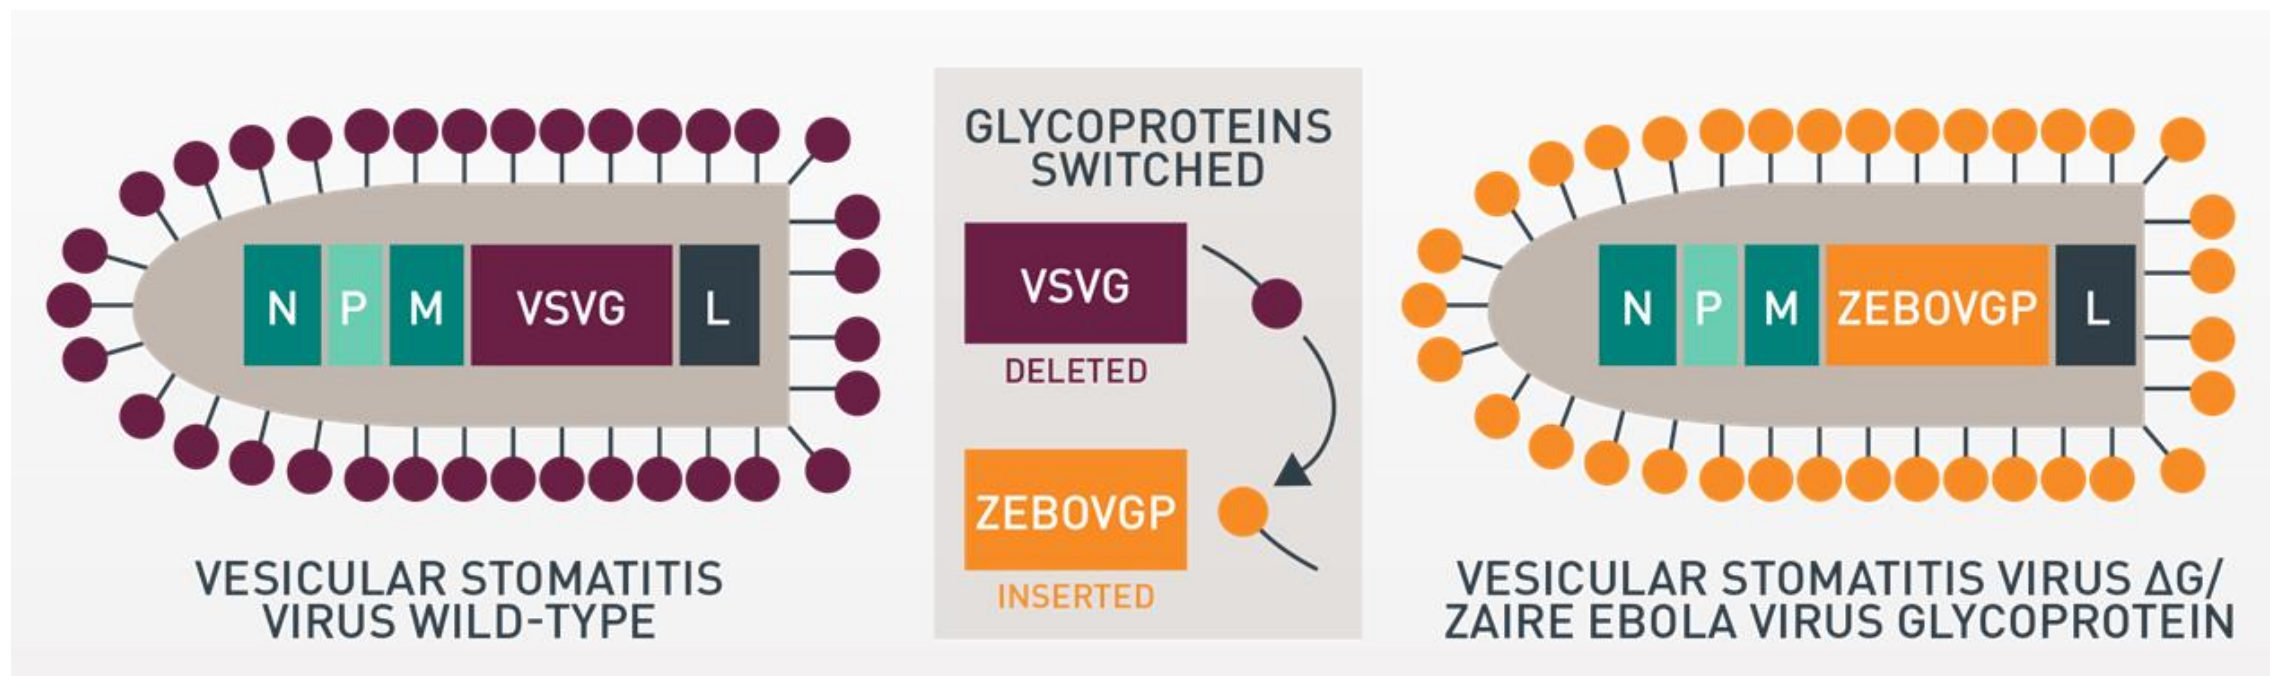 N P M VSVG L
VESICULAR STOMATITIS
VIRUS WILD-TYPE
GLYCOPROTEINS
SWITCHED
VSVG
DELETED
ZEBOVGP
INSERTED
N P M ZEBOVGP L
VESICULAR STOMATITIS VIRUS ΔG/
ZAIRE EBOLA VIRUS GLYCOPROTEIN